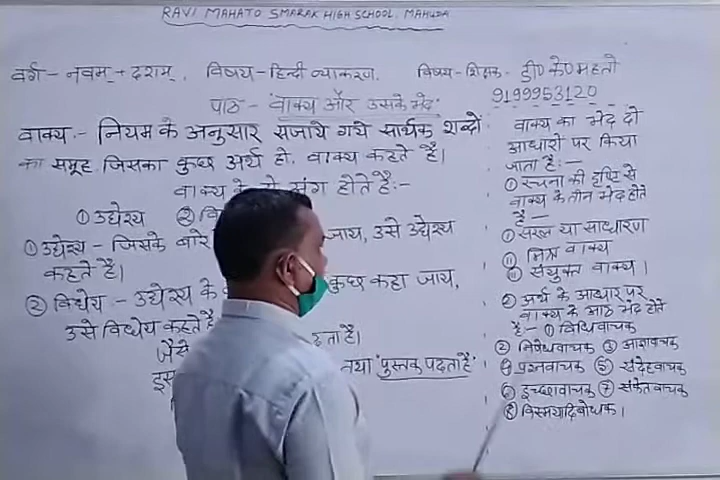 RAVI MAHATO SMARAK HIGH SCHOOL. MAHUDA
वर्ग - नवम् + दशम्, विषय - हिन्दी व्याकरण, विषय - शिक्षक - डी० के० महतो
9199953120
पाठ - 'वाक्य और उसके भेद'
वाक्य :- नियम के अनुसार सजाये गये सार्थक शब्दों
का समूह जिसका कुछ अर्थ हो, वाक्य कहते हैं।
वाक्य के अंग होते हैं:-
① उद्येश्य ②
① उद्येश्य - जिसके बारे जाय, उसे उद्येश्य
कहते हैं।
② विधेय :- उद्येश्य के कुछ कहा जाय,
उसे विधेय कहते हैं
जैसे
तथा 'पुस्तक पढ़ता है'
वाक्य का भेद दो
आधारों पर किया
जाता है:-
① रचना की दृष्टि से
वाक्य के तीन भेद होते
हैं -
① सरल या साधारण
⑪ मिश्र वाक्य
⑪ संयुक्त वाक्य।
② अर्थ के आधार पर
वाक्य के आठ भेद होते
हैं - ① विधिवाचक
② निषेधवाचक ③ आज्ञावाचक
④ प्रश्नवाचक ⑤ संदेहवाचक
⑥ इच्छावाचक ⑦ संकेतवाचक
⑧ विस्मयादिबोधक।